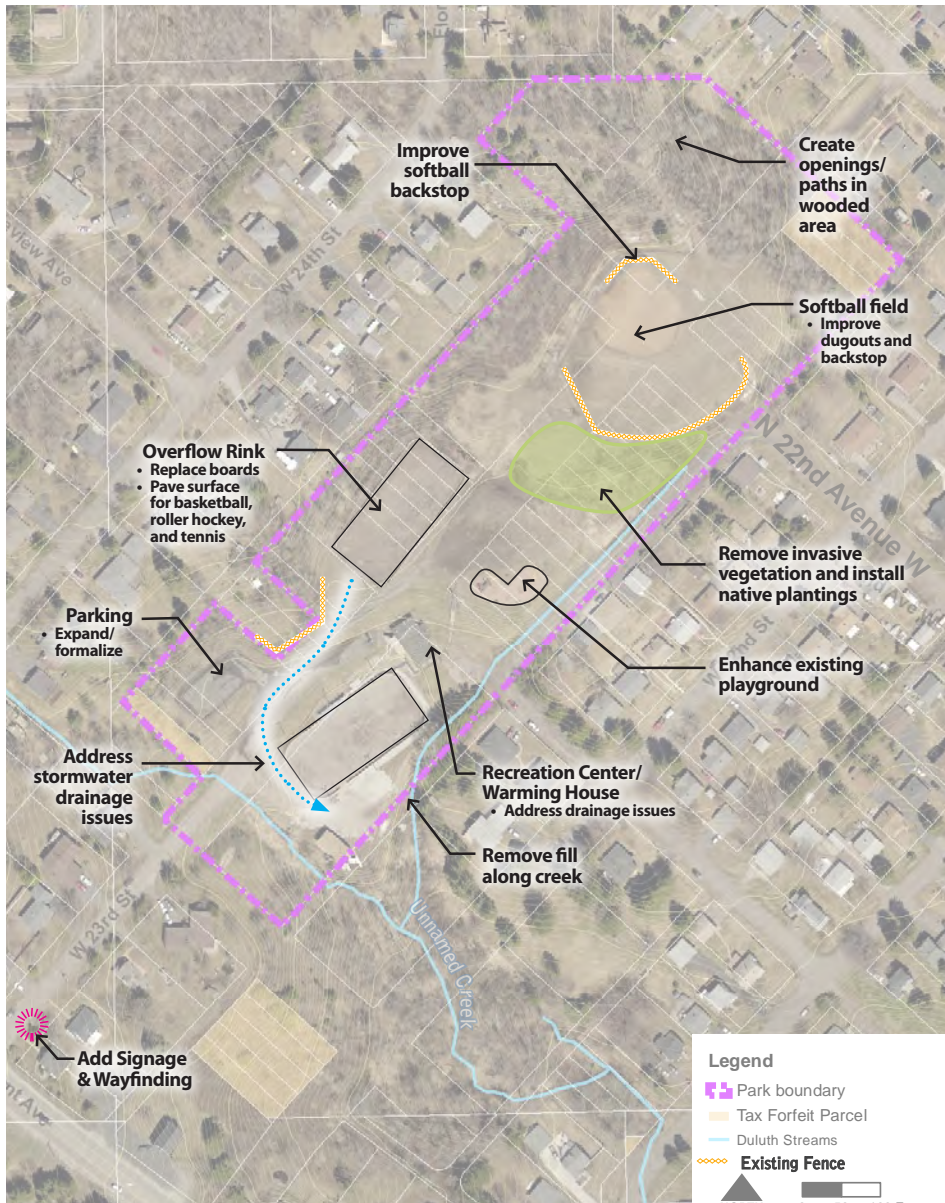 Improve
softball
backstop
Create
openings/
paths in
wooded
area
W 24th St
Softball field
• Improve
dugouts and
backstop
N 22nd Avenue W
Overflow Rink
• Replace boards
• Pave surface
for basketball,
roller hockey,
and tennis
Remove invasive
vegetation and install
native plantings
Parking
• Expand/
formalize
Enhance existing
playground
Address
stormwater
drainage
issues
Recreation Center/
Warming House
• Address drainage issues
Remove fill
along creek
W 23rd St
Unnamed Creek
Add Signage
& Wayfinding
Legend
Park boundary
Tax Forfeit Parcel
Duluth Streams
Existing Fence